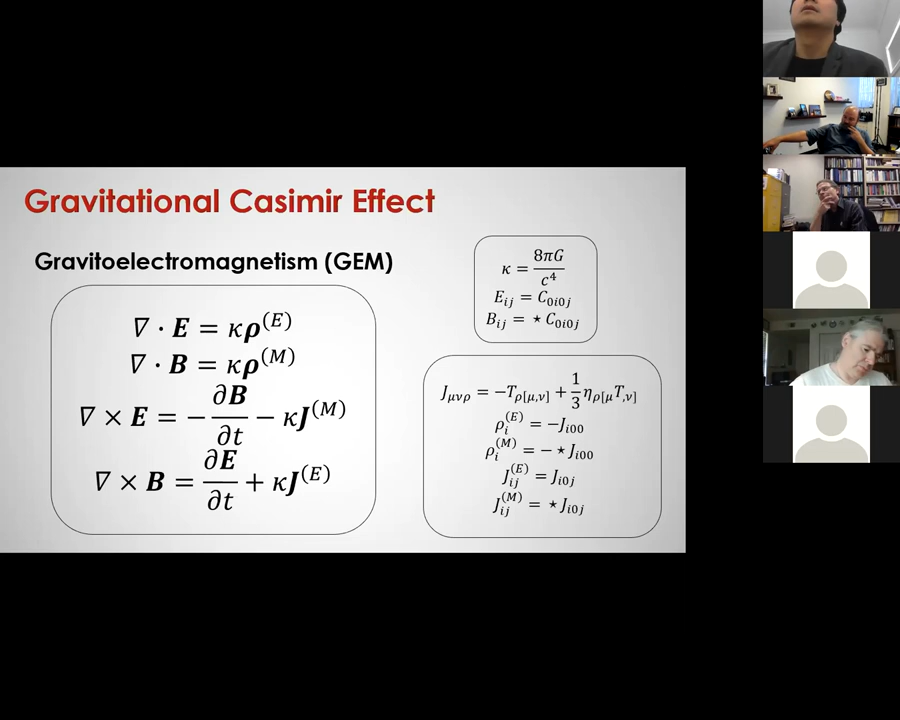 Gravitational Casimir Effect
Gravitoelectromagnetism (GEM)
∇ · E = κρ^(E)
∇ · B = κρ^(M)
∇ × E = −∂B/∂t − κJ^(M)
∇ × B = ∂E/∂t + κJ^(E)
κ = 8πG/c⁴
E_ij = C_0i0j
B_ij = ⋆ C_0i0j
J_μνρ = −T_ρ[μ,ν] + 1/3 η_ρ[μ T_,ν]
ρ_i^(E) = −J_i00
ρ_i^(M) = − ⋆ J_i00
J_ij^(E) = J_i0j
J_ij^(M) = ⋆ J_i0j